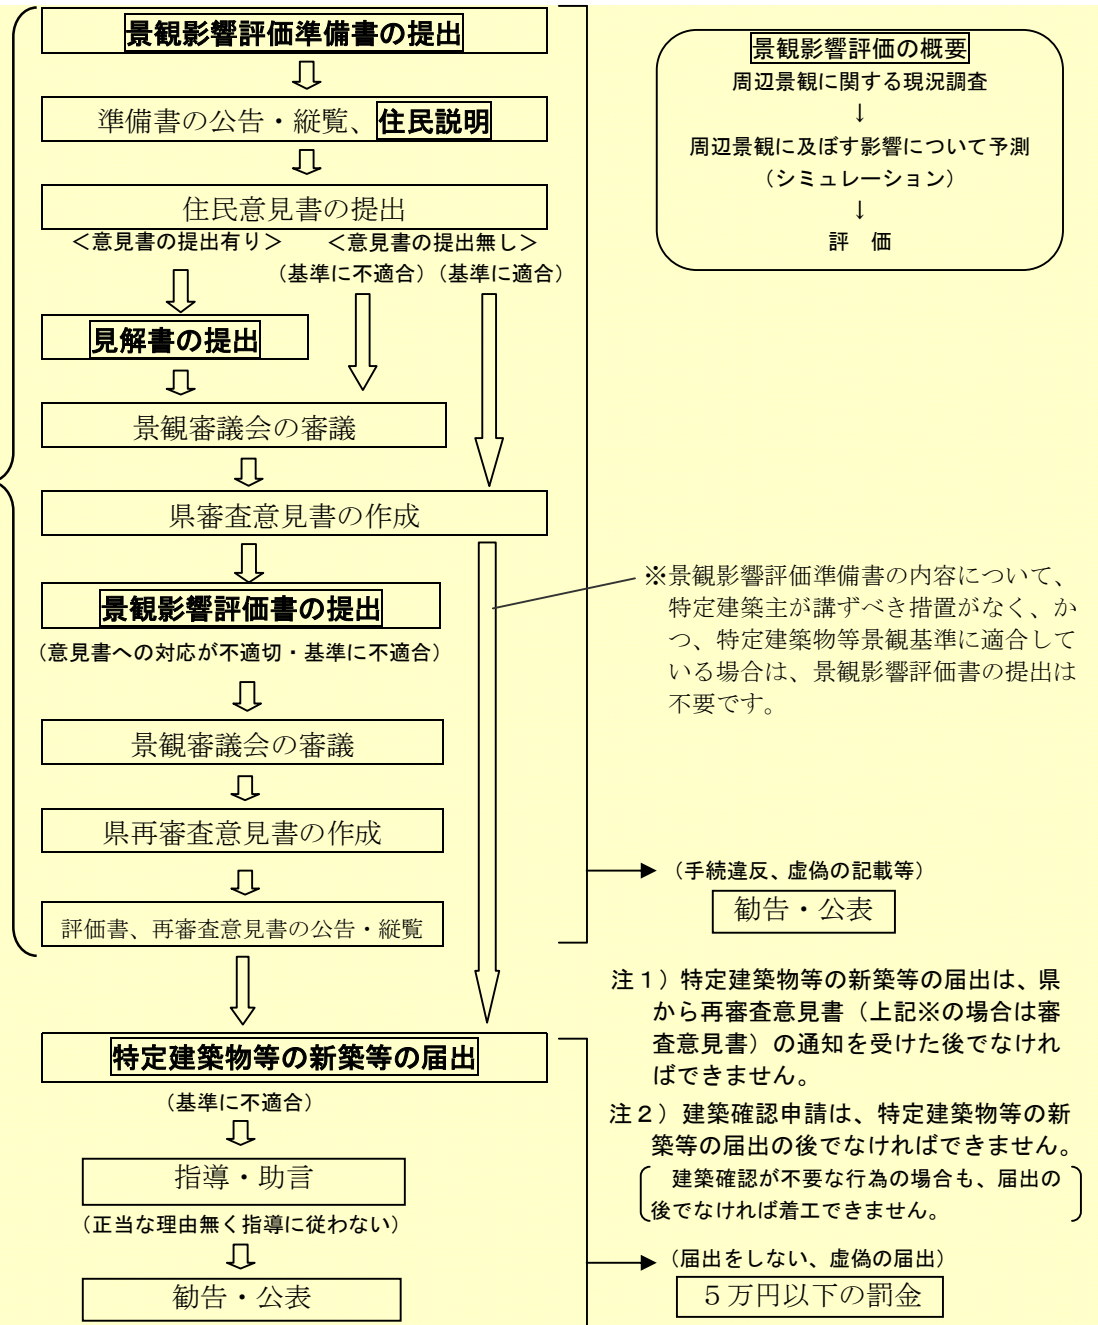 景観影響評価準備書の提出
準備書の公告・縦覧、住民説明
住民意見書の提出
＜意見書の提出有り＞
＜意見書の提出無し＞
（基準に不適合）
（基準に適合）
見解書の提出
景観審議会の審議
県審査意見書の作成
景観影響評価書の提出
（意見書への対応が不適切・基準に不適合）
景観審議会の審議
県再審査意見書の作成
評価書、再審査意見書の公告・縦覧
特定建築物等の新築等の届出
（基準に不適合）
指導・助言
（正当な理由無く指導に従わない）
勧告・公表
景観影響評価の概要
周辺景観に関する現況調査
↓
周辺景観に及ぼす影響について予測
（シミュレーション）
↓
評　価
※景観影響評価準備書の内容について、
特定建築主が講ずべき措置がなく、か
つ、特定建築物等景観基準に適合して
いる場合は、景観影響評価書の提出は
不要です。
（手続違反、虚偽の記載等）
勧告・公表
注１）特定建築物等の新築等の届出は、県
から再審査意見書（上記※の場合は審
査意見書）の通知を受けた後でなけれ
ばできません。
注２）建築確認申請は、特定建築物等の新
築等の届出の後でなければできません。
建築確認が不要な行為の場合も、届出の
後でなければ着工できません。
（届出をしない、虚偽の届出）
５万円以下の罰金